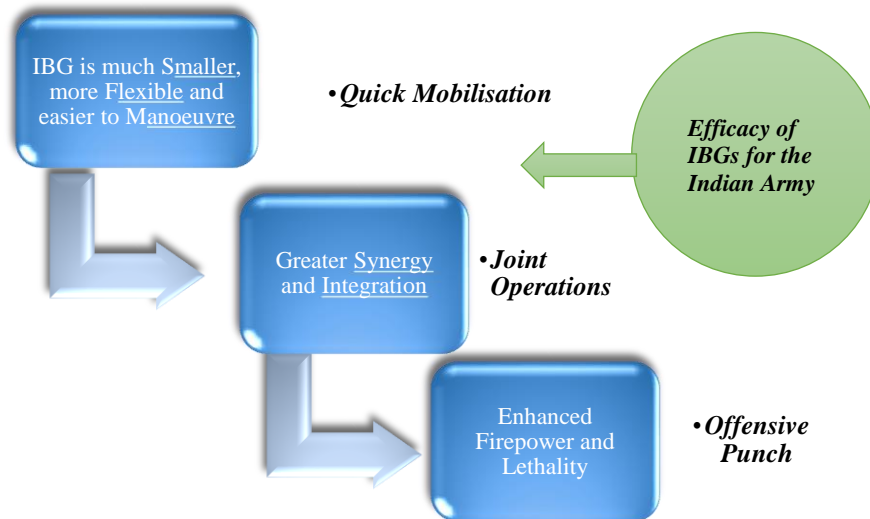 IBG is much Smaller,
more Flexible and
easier to Manoeuvre
•Quick Mobilisation
Efficacy of
IBGs for the
Indian Army
Greater Synergy
and Integration
•Joint
Operations
Enhanced
Firepower and
Lethality
•Offensive
Punch